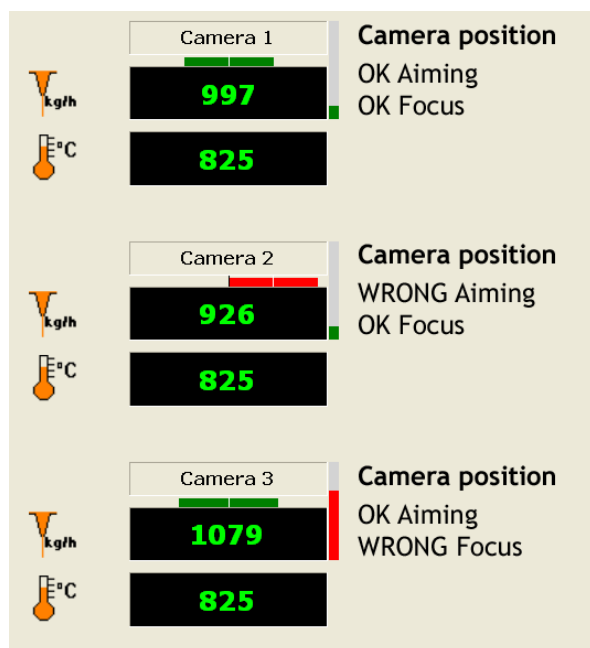 Camera 1
Camera position
OK Aiming
kg/h
997
OK Focus
°C
825
Camera 2
Camera position
WRONG Aiming
kg/h
926
OK Focus
°C
825
Camera 3
Camera position
OK Aiming
kg/h
1079
WRONG Focus
°C
825